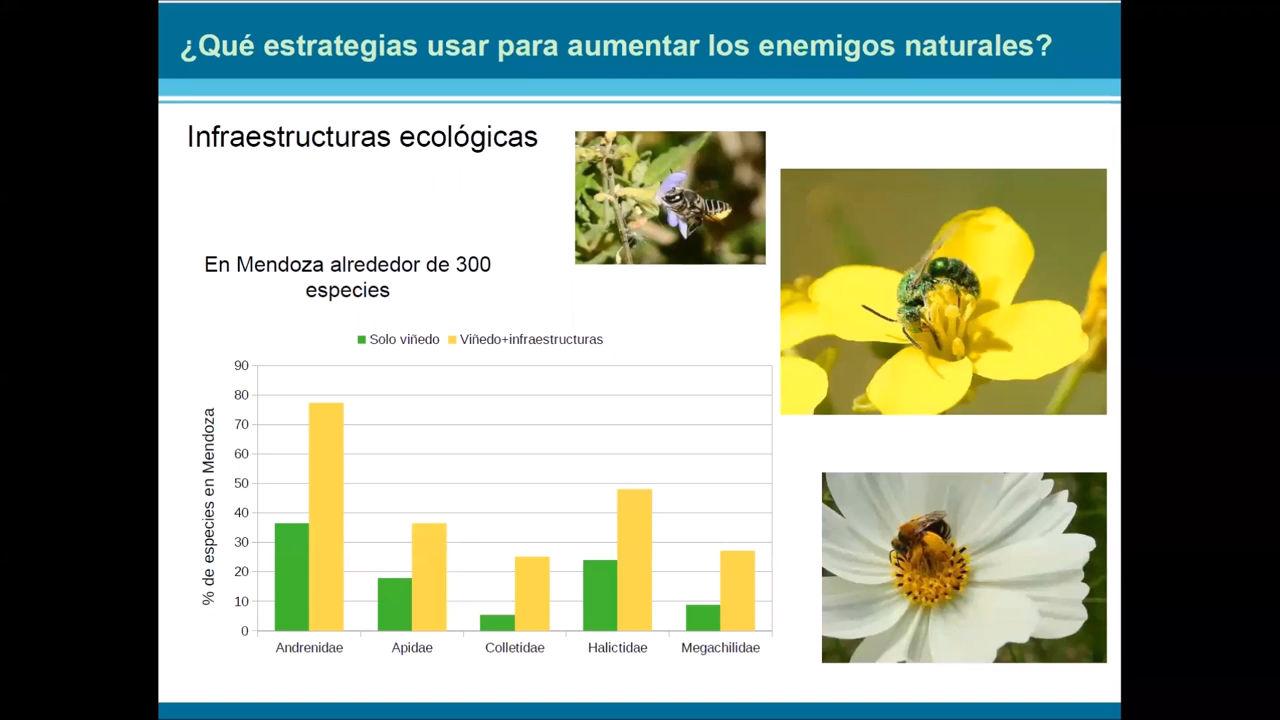 ¿Qué estrategias usar para aumentar los enemigos naturales?
Infraestructuras ecológicas
En Mendoza alrededor de 300
especies
Solo viñedo Viñedo+infraestructuras
% de especies en Mendoza
90
80
70
60
50
40
30
20
10
0
Andrenidae Apidae Colletidae Halictidae Megachilidae